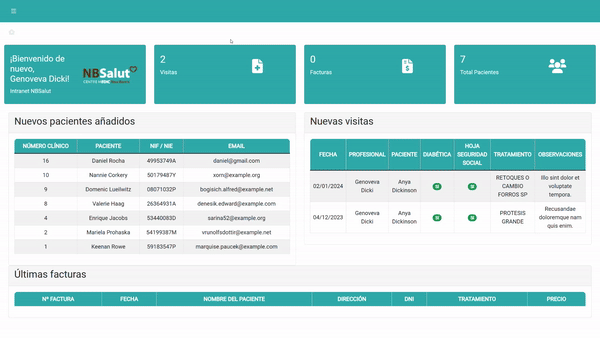 ¡Bienvenido de
nuevo,
Genoveva Dicki!
Intranet NBSalut
NBSalut
2
Visitas
0
Facturas
7
Total Pacientes
Nuevos pacientes añadidos
NÚMERO CLÍNICO PACIENTE NIF / NIE EMAIL
16 Daniel Rocha 49953749A daniel@gmail.com
10 Nannie Corkery 50179487Y xorn@example.org
9 Domenic Lueilwitz 08071032P bogisich.alfred@example.net
8 Valerie Haag 26364931A denesik.edward@example.com
4 Enrique Jacobs 53440083D sarina52@example.org
2 Mariela Prohaska 54199387M vrunolfsdottir@example.net
1 Keenan Rowe 59183547P marquise.paucek@example.com
Nuevas visitas
FECHA PROFESIONAL PACIENTE DIABÉTICA HOJA SEGURIDAD SOCIAL TRATAMIENTO OBSERVACIONES
02/01/2024 Genoveva Dicki Anya Dickinson RETOQUES O CAMBIO FORROS SP Illo sint dolor et voluptate tempora.
04/12/2023 Genoveva Dicki Anya Dickinson PROTESIS GRANDE Recusandae doloremque nam quis enim.
Últimas facturas
Nº FACTURA FECHA NOMBRE DEL PACIENTE DIRECCIÓN DNI TRATAMIENTO PRECIO